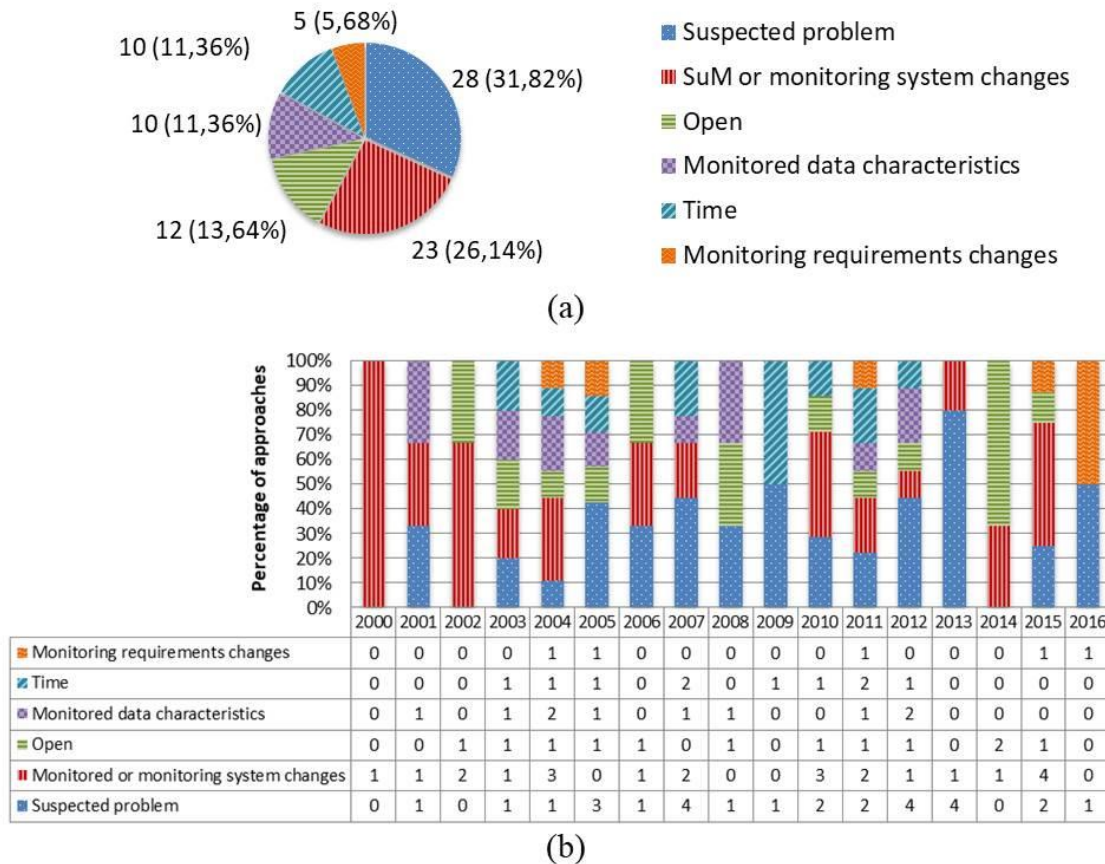 5 (5,68%)
10 (11,36%)
28 (31,82%)
10 (11,36%)
12 (13,64%)
23 (26,14%)
Suspected problem
SuM or monitoring system changes
Open
Monitored data characteristics
Time
Monitoring requirements changes
(a)
Percentage of approaches
100%
90%
80%
70%
60%
50%
40%
30%
20%
10%
0%
2000 2001 2002 2003 2004 2005 2006 2007 2008 2009 2010 2011 2012 2013 2014 2015 2016
Monitoring requirements changes 0 0 0 0 1 1 0 0 0 0 0 1 0 0 0 1 1
Time 0 0 0 1 1 1 0 2 0 1 1 2 1 0 0 0 0
Monitored data characteristics 0 1 0 1 2 1 0 1 1 0 0 1 2 0 0 0 0
Open 0 0 1 1 1 1 1 0 1 0 1 1 1 0 2 1 0
Monitored or monitoring system changes 1 1 2 1 3 0 1 2 0 0 3 2 1 1 1 4 0
Suspected problem 0 1 0 1 1 3 1 4 1 1 2 2 4 4 0 2 1
(b)